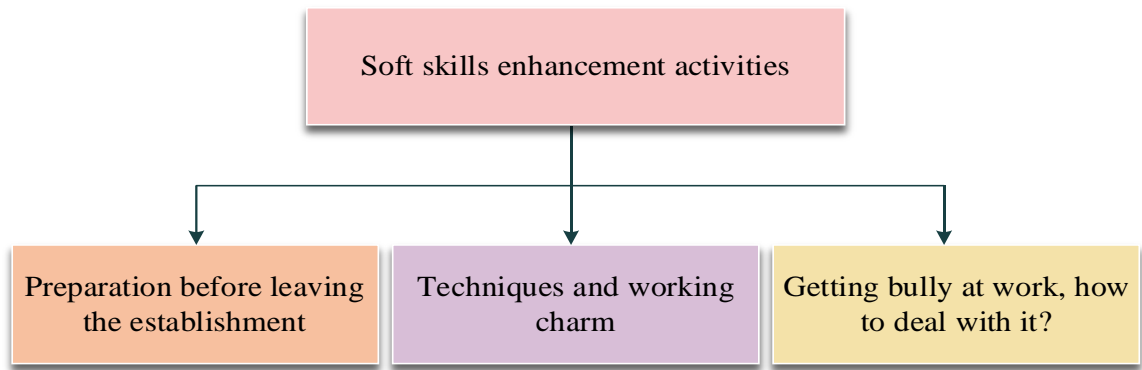 Soft skills enhancement activities
Preparation before leaving
the establishment
Techniques and working
charm
Getting bully at work, how
to deal with it?